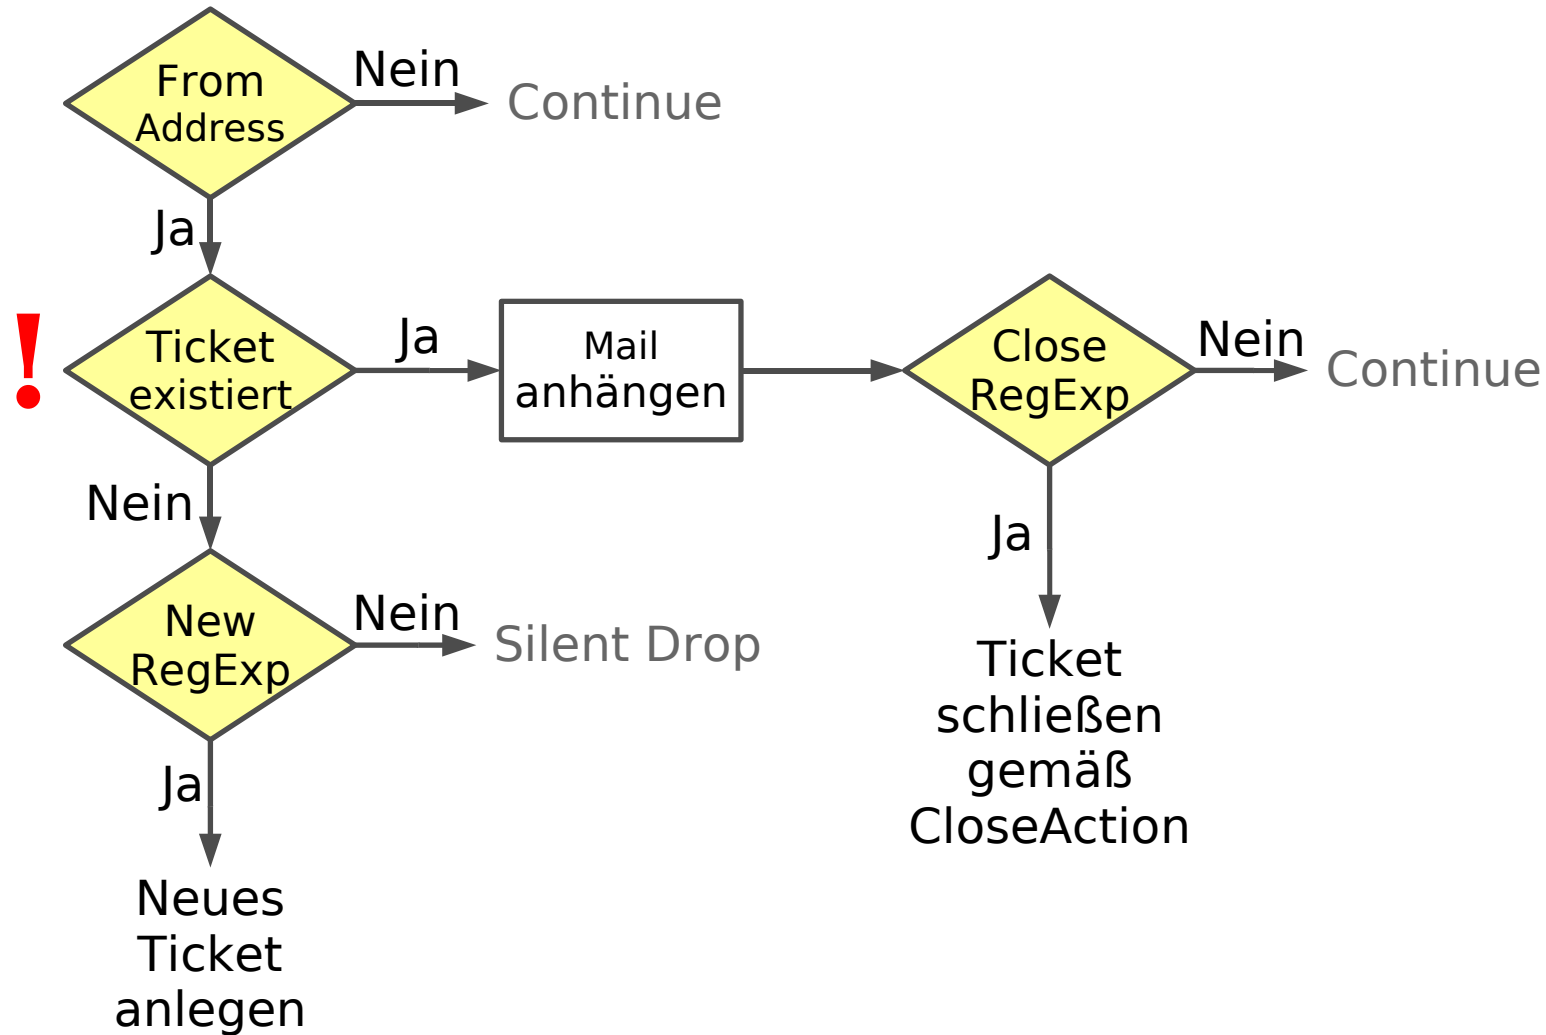 From
Address
Nein
Continue
Ja
!
Ticket
existiert
Ja
Mail
anhängen
Close
RegExp
Nein
Continue
Nein
Ja
New
RegExp
Nein
Silent Drop
Ticket
schließen
gemäß
CloseAction
Ja
Neues
Ticket
anlegen